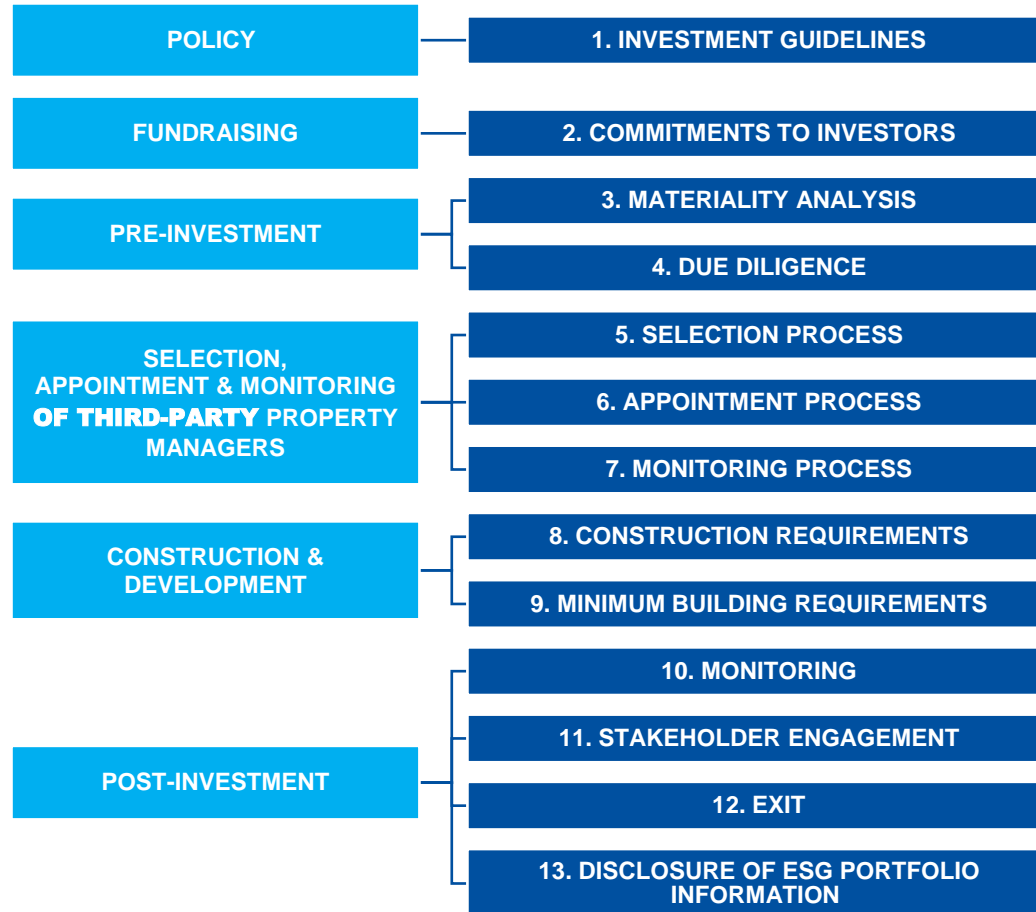 POLICY
1. INVESTMENT GUIDELINES
FUNDRAISING
2. COMMITMENTS TO INVESTORS
PRE-INVESTMENT
3. MATERIALITY ANALYSIS
4. DUE DILIGENCE
SELECTION,
APPOINTMENT & MONITORING
OF THIRD-PARTY PROPERTY
MANAGERS
5. SELECTION PROCESS
6. APPOINTMENT PROCESS
7. MONITORING PROCESS
CONSTRUCTION &
DEVELOPMENT
8. CONSTRUCTION REQUIREMENTS
9. MINIMUM BUILDING REQUIREMENTS
POST-INVESTMENT
10. MONITORING
11. STAKEHOLDER ENGAGEMENT
12. EXIT
13. DISCLOSURE OF ESG PORTFOLIO
INFORMATION